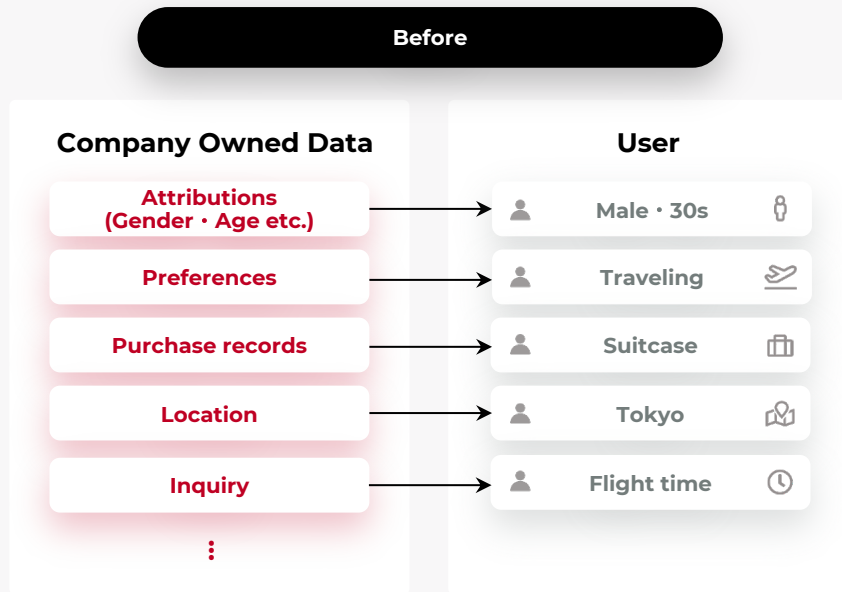 Before
Company Owned Data
User
Attributions
(Gender・Age etc.)
Male・30s
Preferences
Traveling
Purchase records
Suitcase
Location
Tokyo
Inquiry
Flight time